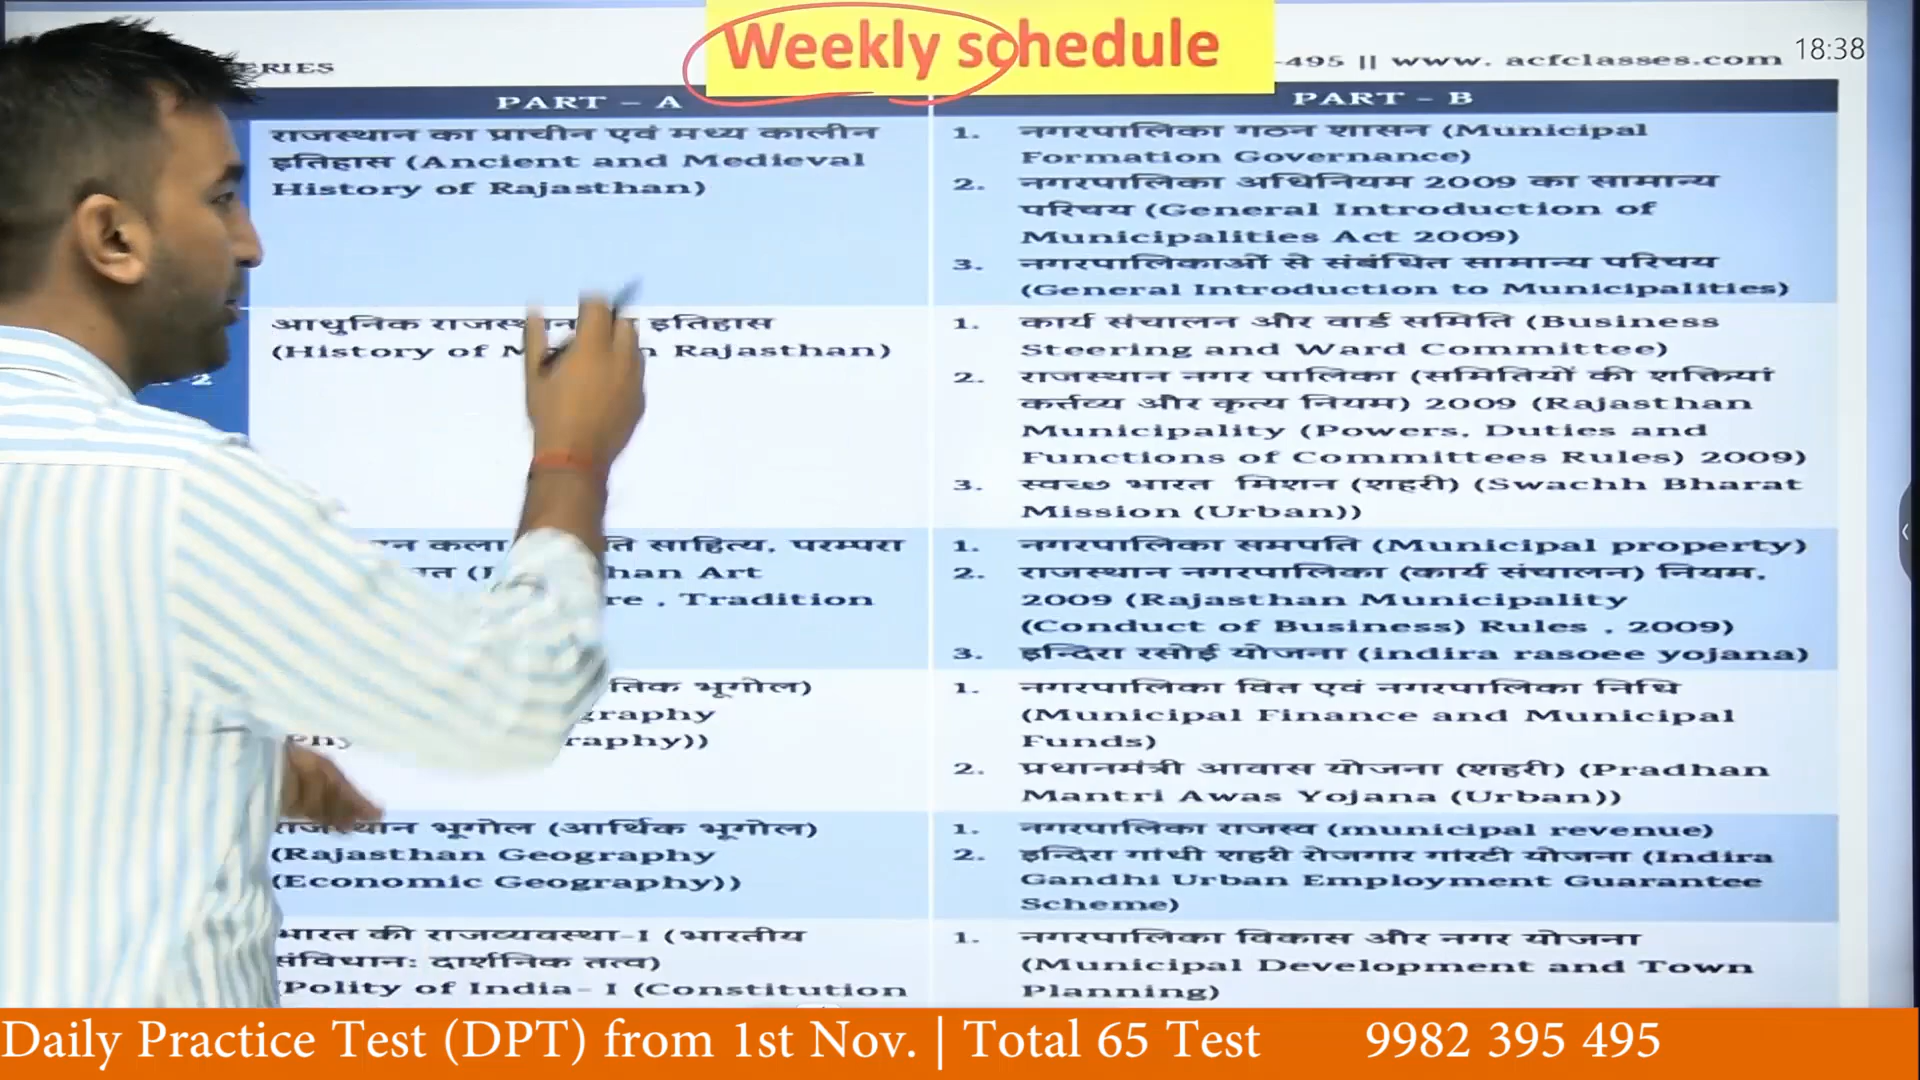 Weekly schedule
ERIES
-495 || www. acfclasses.com
18:38
PART – A
राजस्थान का प्राचीन एवं मध्य कालीन
इतिहास (Ancient and Medieval
History of Rajasthan)
आधुनिक इतिहास
(History of Rajasthan)
कला साहित्य, परम्परा
Art
, Tradition
भूगोल)
राजस्थान भूगोल (आर्थिक भूगोल)
(Rajasthan Geography
(Economic Geography))
भारत की राजव्यवस्था-I (भारतीय
संविधान: दार्शनिक तत्व)
(Polity of India- I (Constitution
PART – B
1. नगरपालिका गठन शासन (Municipal
Formation Governance)
2. नगरपालिका अधिनियम 2009 का सामान्य
परिचय (General Introduction of
Municipalities Act 2009)
3. नगरपालिकाओं से संबंधित सामान्य परिचय
(General Introduction to Municipalities)
1. कार्य संचालन और वार्ड समिति (Business
Steering and Ward Committee)
2. राजस्थान नगर पालिका (समितियों की शक्तियां
कर्त्तव्य और कृत्य नियम) 2009 (Rajasthan
Municipality (Powers, Duties and
Functions of Committees Rules) 2009)
3. स्वच्छ भारत मिशन (शहरी) (Swachh Bharat
Mission (Urban))
1. नगरपालिका समपति (Municipal property)
2. राजस्थान नगरपालिका (कार्य संचालन) नियम,
2009 (Rajasthan Municipality
(Conduct of Business) Rules , 2009)
3. इन्दिरा रसोई योजना (indira rasoee yojana)
1. नगरपालिका वित एवं नगरपालिका निधि
(Municipal Finance and Municipal
Funds)
2. प्रधानमंत्री आवास योजना (शहरी) (Pradhan
Mantri Awas Yojana (Urban))
1. नगरपालिका राजस्व (municipal revenue)
2. इन्दिरा गांधी शहरी रोजगार गांरटी योजना (Indira
Gandhi Urban Employment Guarantee
Scheme)
1. नगरपालिका विकास और नगर योजना
(Municipal Development and Town
Planning)
Daily Practice Test (DPT) from 1st Nov. | Total 65 Test 9982 395 495